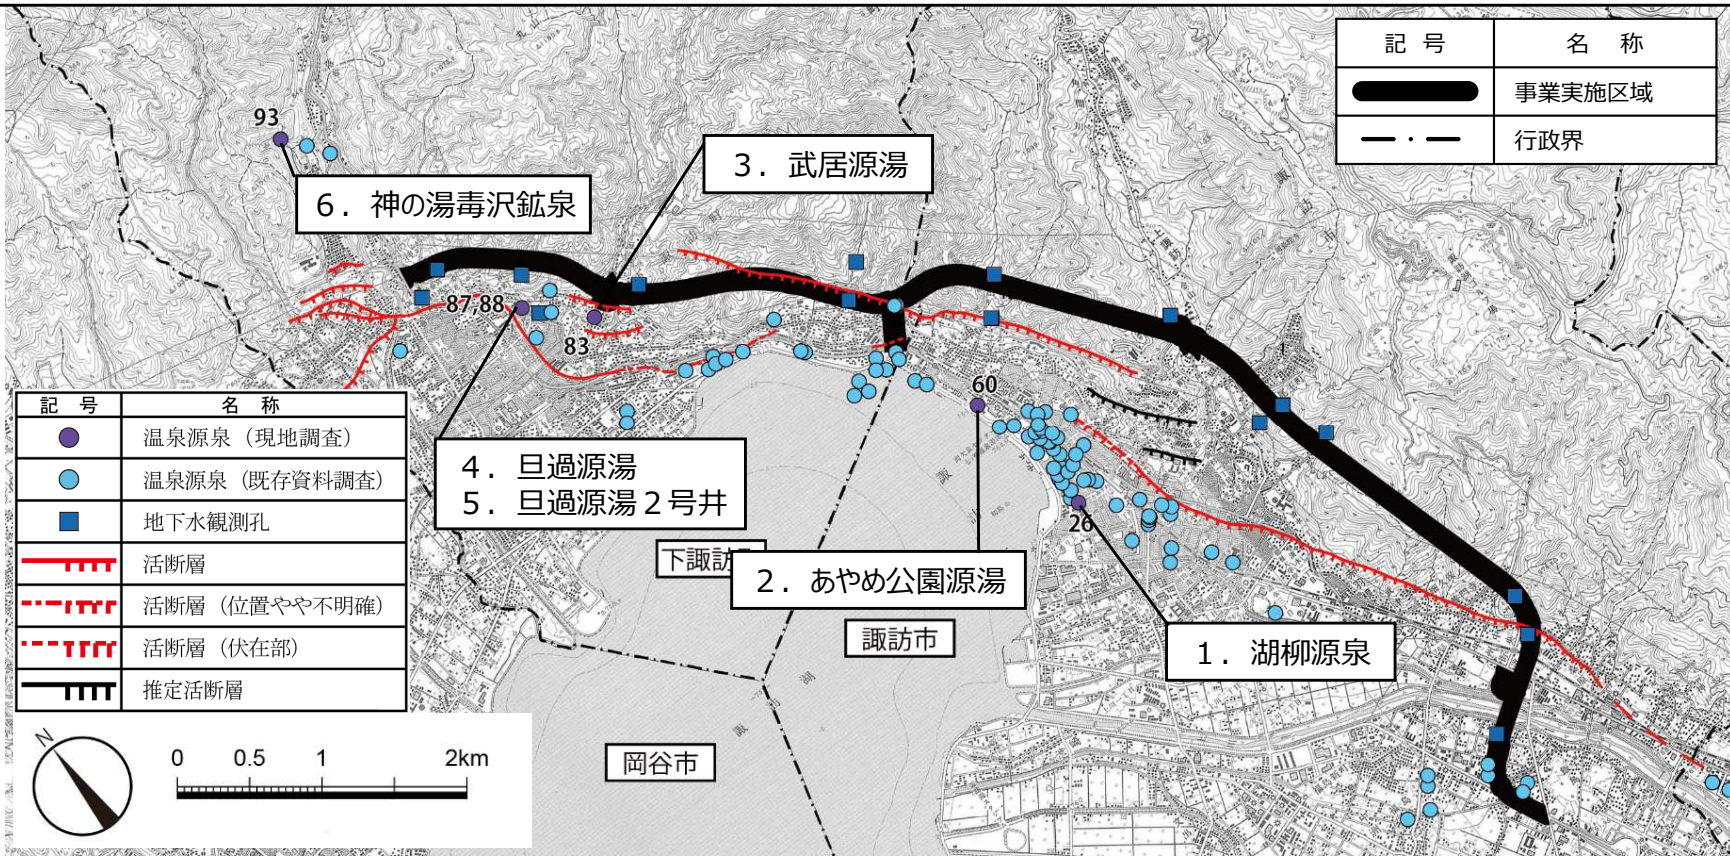 記 号 名 称
事業実施区域
行政界
93
6. 神の湯毒沢鉱泉
3. 武居源湯
87,88
83
60
26
4. 旦過源湯
5. 旦過源湯2号井
下諏訪
2. あやめ公園源湯
諏訪市
1. 湖柳源泉
岡谷市
記 号 名 称
温泉源泉(現地調査)
温泉源泉(既存資料調査)
地下水観測孔
活断層
活断層(位置やや不明確)
活断層(伏在部)
推定活断層
N
0 0.5 1 2km
諏
訪
湖